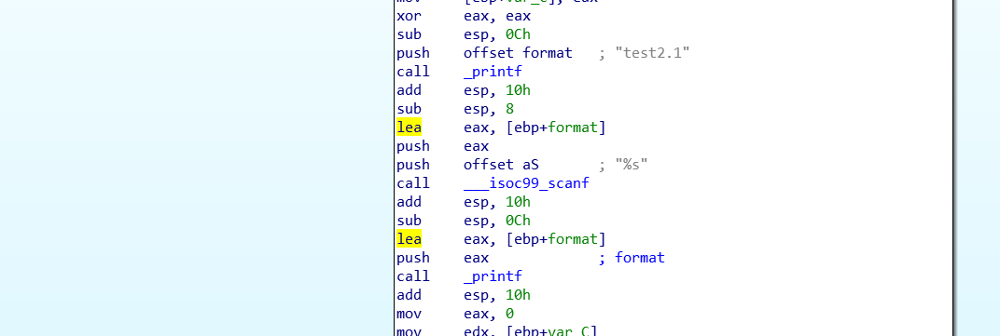 mov [ebp+var_C], eax
xor eax, eax
sub esp, 0Ch
push offset format ; "test2.1"
call _printf
add esp, 10h
sub esp, 8
lea eax, [ebp+format]
push eax
push offset aS ; "%s"
call ___isoc99_scanf
add esp, 10h
sub esp, 0Ch
lea eax, [ebp+format]
push eax ; format
call _printf
add esp, 10h
mov eax, 0
mov edx, [ebp+var_C]